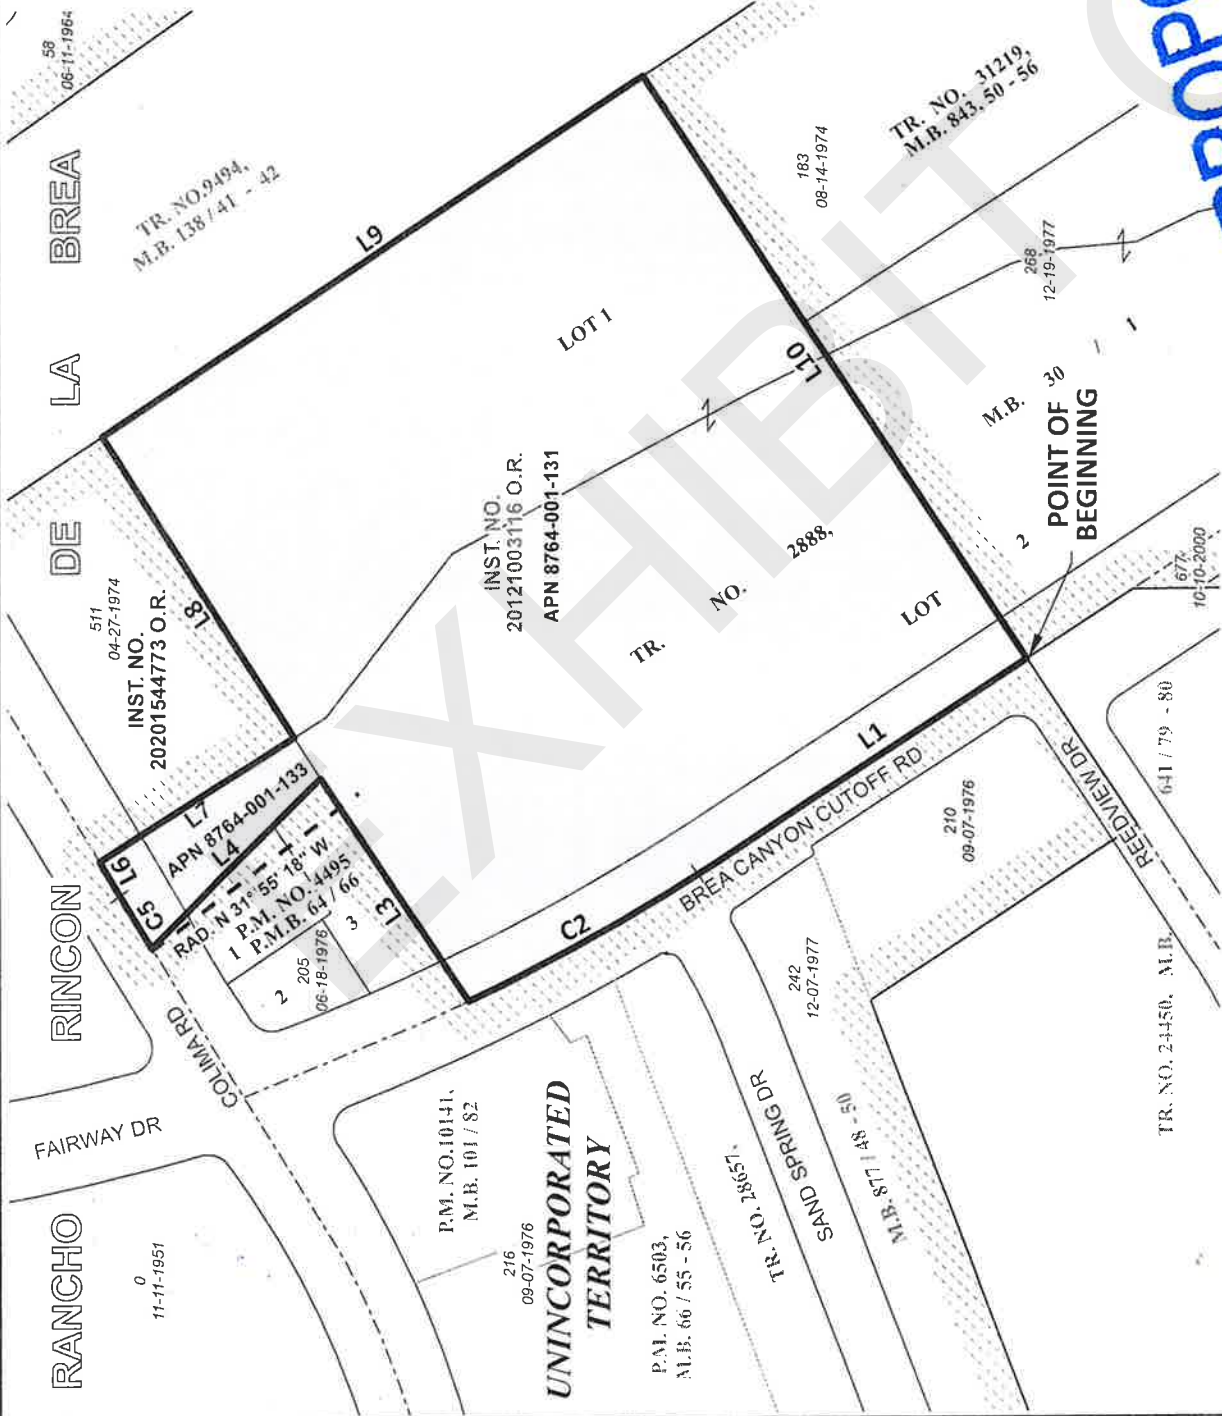 RANCHO RINCON DE LA BREA
58
06-11-1964
TR. NO.9494,
M.B. 138 / 41 - 42
511
04-27-1974
INST. NO.
20201544773 O.R.
L9
L8
LOT 1
183
08-14-1974
TR. NO. 31219,
M.B. 843, 50 - 56
268
12-19-1977
L10
M.B. 30 / 1
INST. NO.
20121003116 O.R.
APN 8764-001-131
TR. NO. 2888,
LOT 2
POINT OF
BEGINNING
677
10-10-2000
L7
L6
C5
APN 8764-001-133
L4
RAD. N 31° 55' 18" W
P.M. NO. 4495
P.M.B. 64 / 66
1
2
3
205
06-18-1976
L3
C2
L1
BREA CANYON CUTOFF RD
COLIMA RD
FAIRWAY DR
REEDVIEW DR
641 / 79 - 80
210
09-07-1976
242
12-07-1977
0
11-11-1951
P.M. NO.10141,
M.B. 101 / 82
216
09-07-1976
UNINCORPORATED
TERRITORY
P.M. NO. 6503,
M.B. 66 / 55 - 56
TR. NO. 28657,
SAND SPRING DR
M.B. 877 / 48 - 50
TR. NO. 24450, M.B.
EXHIBIT